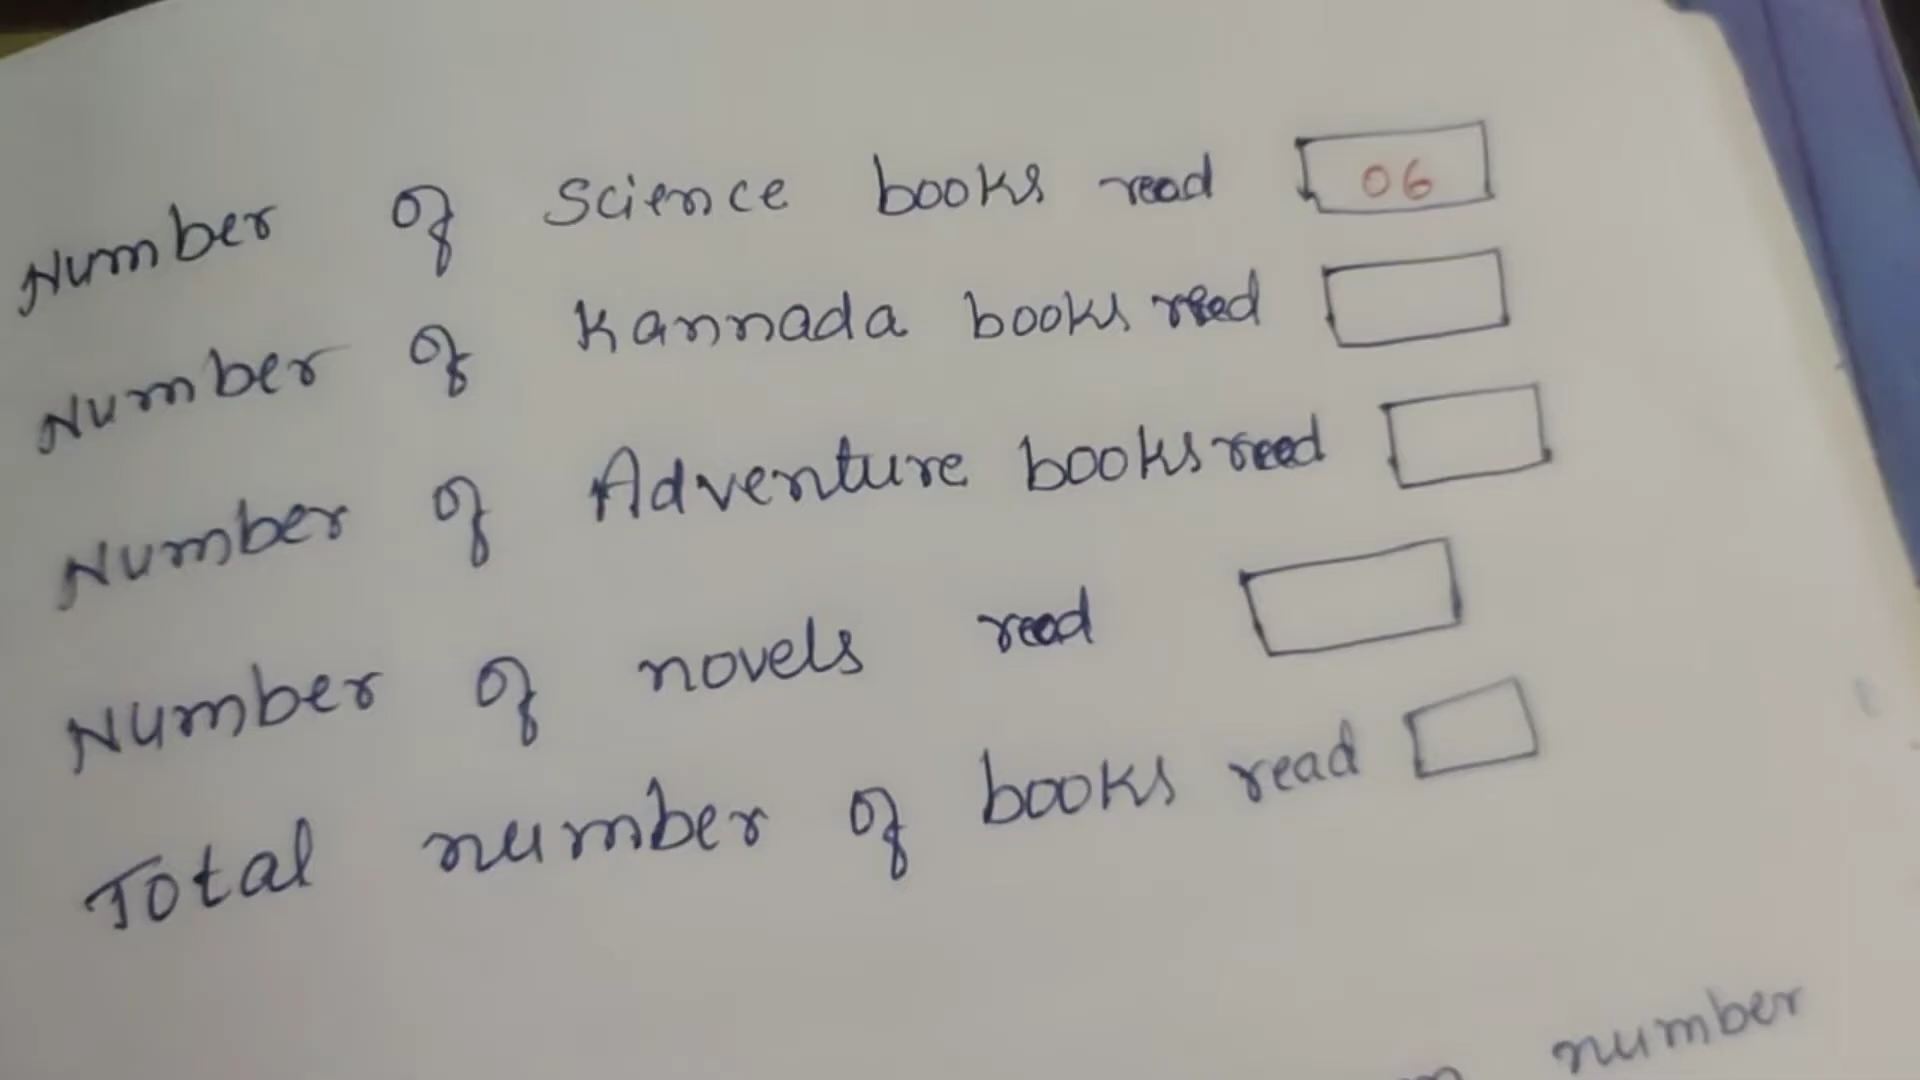 Number of Science books read 06
Number of Kannada books read
Number of Adventure books read
Number of novels read
Total number of books read
number